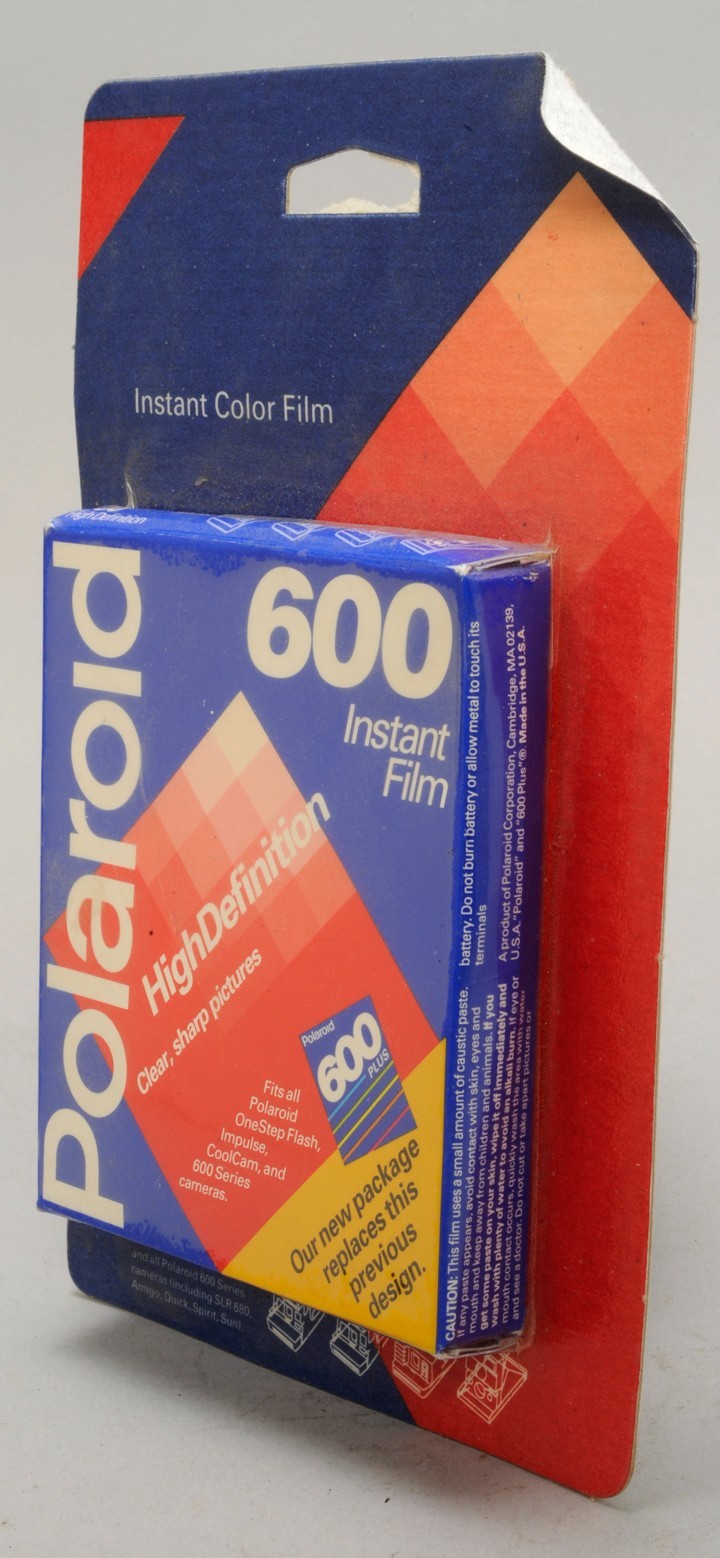 Instant Color Film
High Definition
Polaroid
600
Instant
Film
HighDefinition
Clear, sharp pictures
Polaroid
600
PLUS
Fits all
Polaroid
OneStep Flash,
Impulse,
CoolCam, and
600 Series
cameras.
Our new package
replaces this
previous
design.
CAUTION: This film uses a small amount of caustic paste.
If any paste appears, avoid contact with skin, eyes and
mouth and keep away from children and animals. If you
get some paste on your skin, wipe it off immediately and
wash with plenty of water to avoid an alkali burn. If eye or
mouth contact occurs, quickly wash the area with water
and see a doctor. Do not cut or take apart pictures or
battery. Do not burn battery or allow metal to touch its
terminals
A product of Polaroid Corporation, Cambridge, MA 02139,
U.S.A. "Polaroid" and "600 Plus"®. Made in the U.S.A.
and all Polaroid 600 Series
cameras (including SLR 680,
Amigo, Quick, Spirit, Sun)